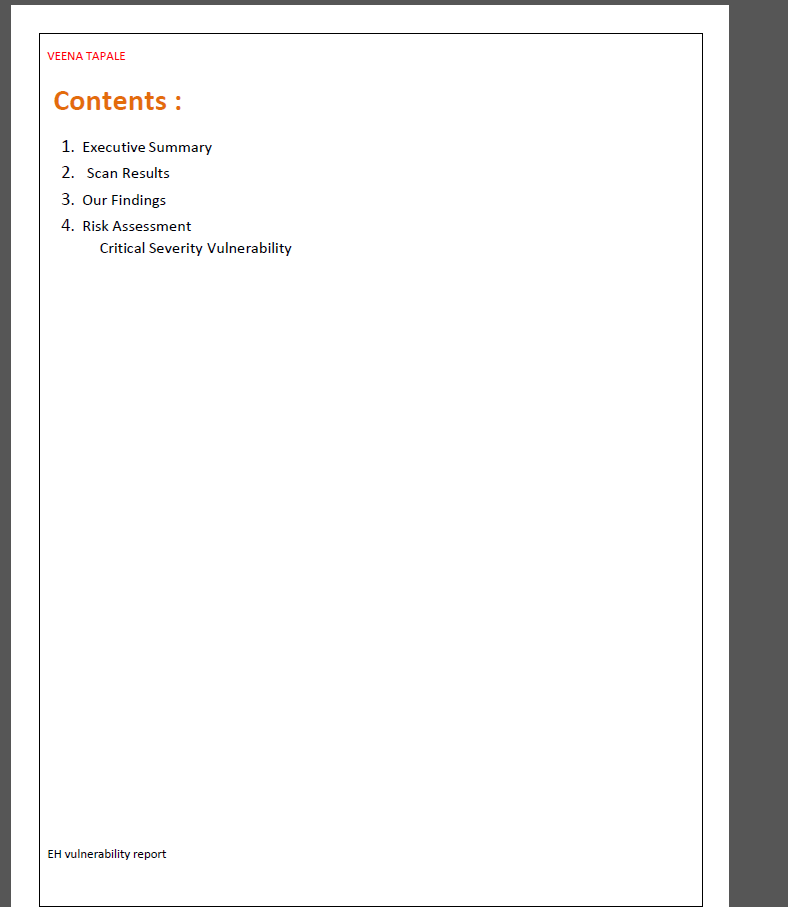 VEENA TAPALE
Contents :
1. Executive Summary
2. Scan Results
3. Our Findings
4. Risk Assessment
Critical Severity Vulnerability
EH vulnerability report